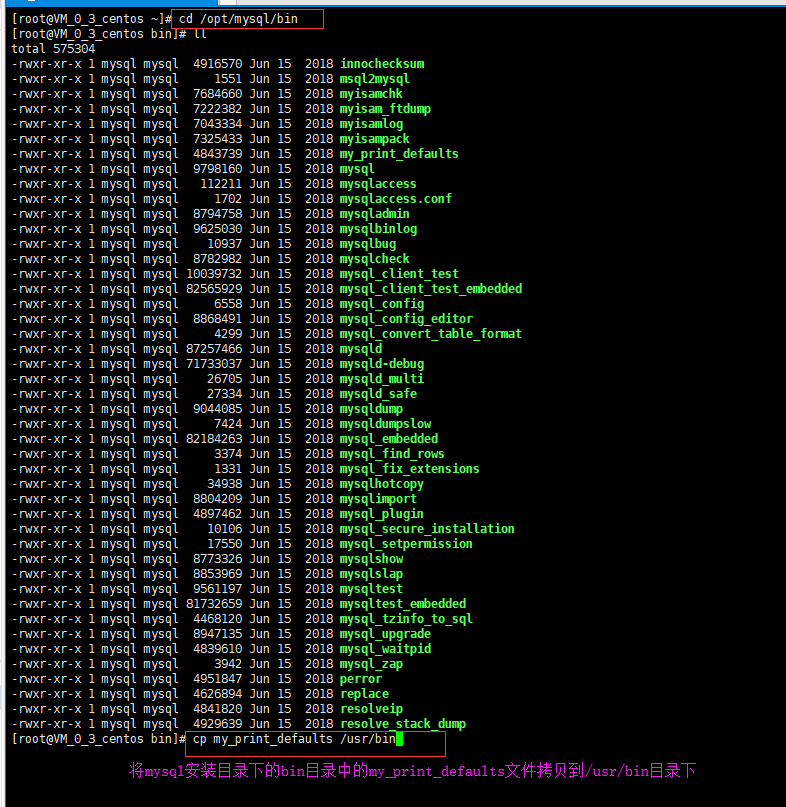 [root@VM_0_3_centos ~]# cd /opt/mysql/bin
[root@VM_0_3_centos bin]# ll
total 575304
-rwxr-xr-x 1 mysql mysql  4916570 Jun 15  2018 innochecksum
-rwxr-xr-x 1 mysql mysql     1551 Jun 15  2018 msql2mysql
-rwxr-xr-x 1 mysql mysql  7684660 Jun 15  2018 myisamchk
-rwxr-xr-x 1 mysql mysql  7222382 Jun 15  2018 myisam_ftdump
-rwxr-xr-x 1 mysql mysql  7043334 Jun 15  2018 myisamlog
-rwxr-xr-x 1 mysql mysql  7325433 Jun 15  2018 myisampack
-rwxr-xr-x 1 mysql mysql  4843739 Jun 15  2018 my_print_defaults
-rwxr-xr-x 1 mysql mysql  9798160 Jun 15  2018 mysql
-rwxr-xr-x 1 mysql mysql   112211 Jun 15  2018 mysqlaccess
-rwxr-xr-x 1 mysql mysql     1702 Jun 15  2018 mysqlaccess.conf
-rwxr-xr-x 1 mysql mysql  8794758 Jun 15  2018 mysqladmin
-rwxr-xr-x 1 mysql mysql  9625030 Jun 15  2018 mysqlbinlog
-rwxr-xr-x 1 mysql mysql    10937 Jun 15  2018 mysqlbug
-rwxr-xr-x 1 mysql mysql  8782982 Jun 15  2018 mysqlcheck
-rwxr-xr-x 1 mysql mysql 10039732 Jun 15  2018 mysql_client_test
-rwxr-xr-x 1 mysql mysql 82565929 Jun 15  2018 mysql_client_test_embedded
-rwxr-xr-x 1 mysql mysql     6558 Jun 15  2018 mysql_config
-rwxr-xr-x 1 mysql mysql  8868491 Jun 15  2018 mysql_config_editor
-rwxr-xr-x 1 mysql mysql     4299 Jun 15  2018 mysql_convert_table_format
-rwxr-xr-x 1 mysql mysql 87257466 Jun 15  2018 mysqld
-rwxr-xr-x 1 mysql mysql 71733037 Jun 15  2018 mysqld-debug
-rwxr-xr-x 1 mysql mysql    26705 Jun 15  2018 mysqld_multi
-rwxr-xr-x 1 mysql mysql    27334 Jun 15  2018 mysqld_safe
-rwxr-xr-x 1 mysql mysql  9044085 Jun 15  2018 mysqldump
-rwxr-xr-x 1 mysql mysql     7424 Jun 15  2018 mysqldumpslow
-rwxr-xr-x 1 mysql mysql 82184263 Jun 15  2018 mysql_embedded
-rwxr-xr-x 1 mysql mysql     3374 Jun 15  2018 mysql_find_rows
-rwxr-xr-x 1 mysql mysql     1331 Jun 15  2018 mysql_fix_extensions
-rwxr-xr-x 1 mysql mysql    34938 Jun 15  2018 mysqlhotcopy
-rwxr-xr-x 1 mysql mysql  8804209 Jun 15  2018 mysqlimport
-rwxr-xr-x 1 mysql mysql  4897462 Jun 15  2018 mysql_plugin
-rwxr-xr-x 1 mysql mysql    10106 Jun 15  2018 mysql_secure_installation
-rwxr-xr-x 1 mysql mysql    17550 Jun 15  2018 mysql_setpermission
-rwxr-xr-x 1 mysql mysql  8773326 Jun 15  2018 mysqlshow
-rwxr-xr-x 1 mysql mysql  8853969 Jun 15  2018 mysqlslap
-rwxr-xr-x 1 mysql mysql  9561197 Jun 15  2018 mysqltest
-rwxr-xr-x 1 mysql mysql 81732659 Jun 15  2018 mysqltest_embedded
-rwxr-xr-x 1 mysql mysql  4468120 Jun 15  2018 mysql_tzinfo_to_sql
-rwxr-xr-x 1 mysql mysql  8947135 Jun 15  2018 mysql_upgrade
-rwxr-xr-x 1 mysql mysql  4839610 Jun 15  2018 mysql_waitpid
-rwxr-xr-x 1 mysql mysql     3942 Jun 15  2018 mysql_zap
-rwxr-xr-x 1 mysql mysql  4951847 Jun 15  2018 perror
-rwxr-xr-x 1 mysql mysql  4626894 Jun 15  2018 replace
-rwxr-xr-x 1 mysql mysql  4841820 Jun 15  2018 resolveip
-rwxr-xr-x 1 mysql mysql  4929639 Jun 15  2018 resolve_stack_dump
[root@VM_0_3_centos bin]# cp my_print_defaults /usr/bin
将mysql安装目录下的bin目录中的my_print_defaults文件拷贝到/usr/bin目录下